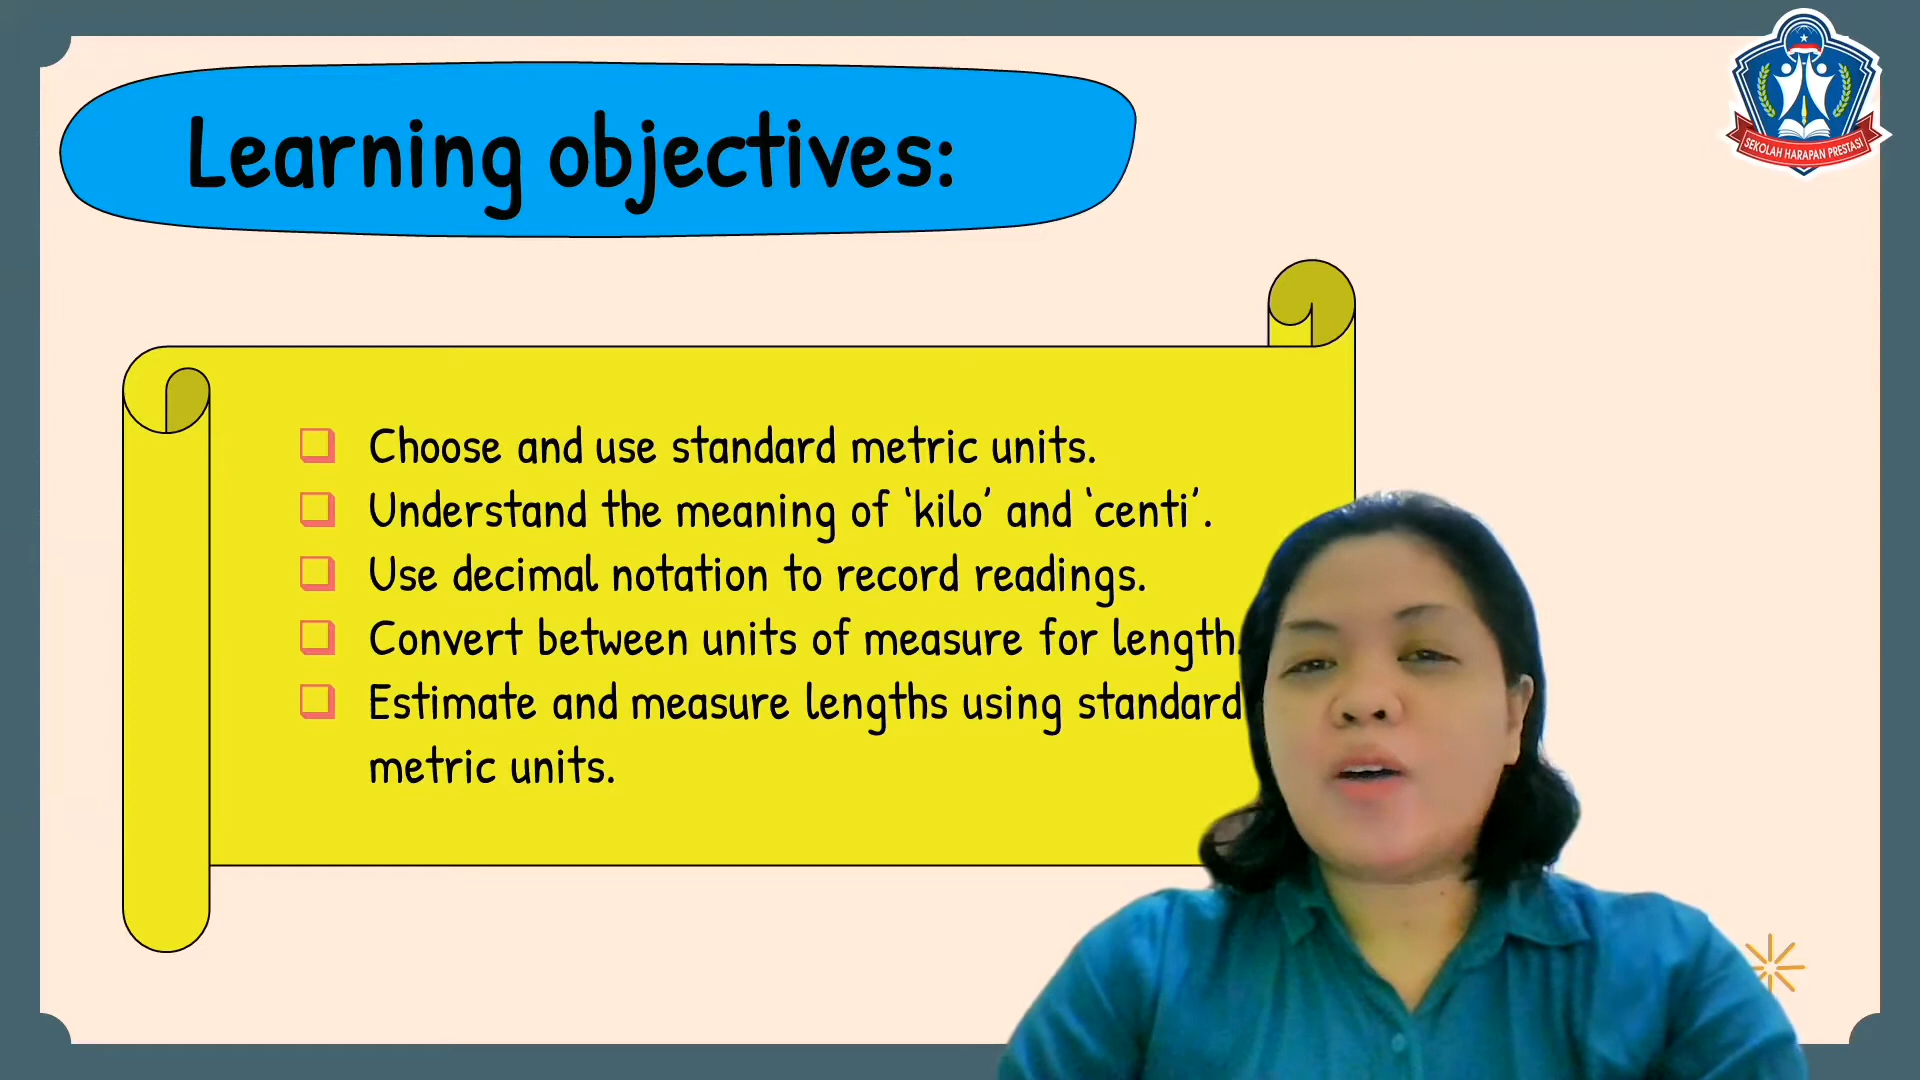 Learning objectives:
SEKOLAH HARAPAN PRESTASI
Choose and use standard metric units.
Understand the meaning of ‘kilo’ and ‘centi’.
Use decimal notation to record readings.
Convert between units of measure for length.
Estimate and measure lengths using standard
metric units.